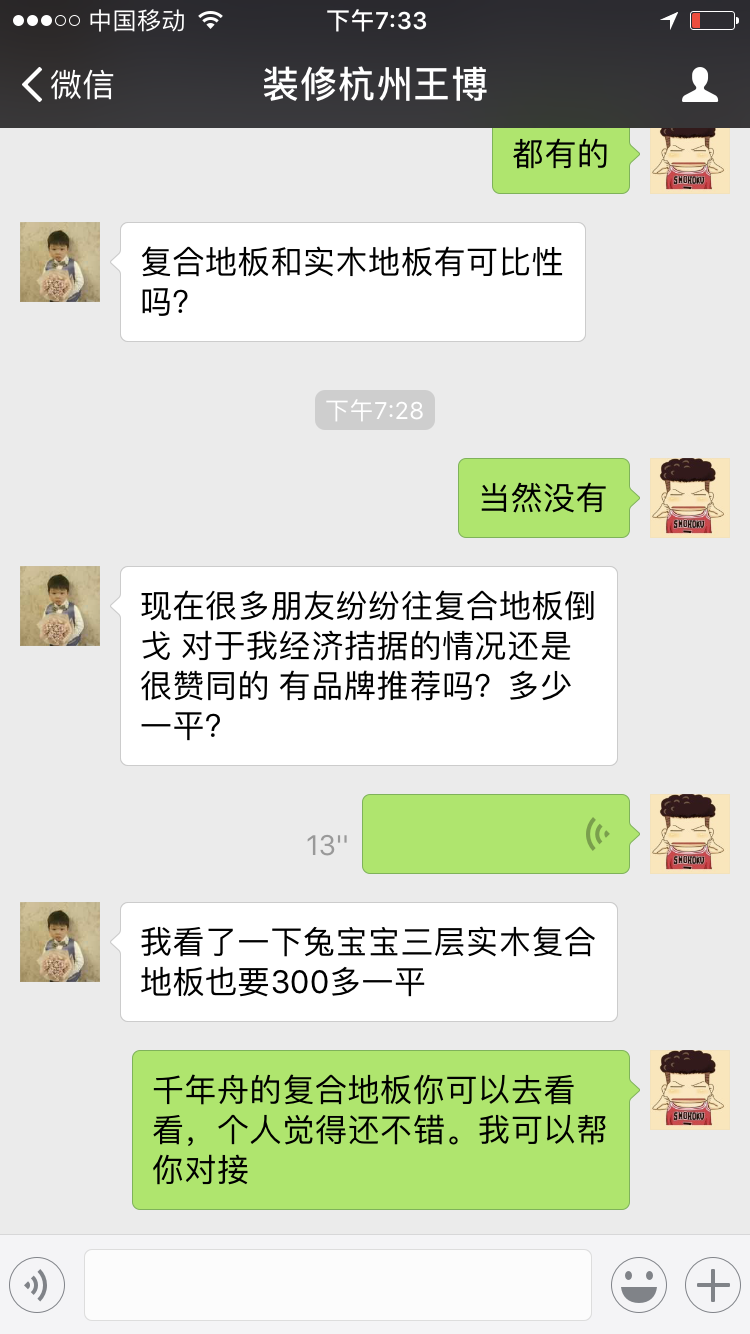 中国移动 下午7:33
微信 装修杭州王博
都有的
SHOHOKU
复合地板和实木地板有可比性
吗?
下午7:28
当然没有
SHOHOKU
现在很多朋友纷纷往复合地板倒
戈 对于我经济拮据的情况还是
很赞同的 有品牌推荐吗？多少
一平?
13''
SHOHOKU
我看了一下兔宝宝三层实木复合
地板也要300多一平
千年舟的复合地板你可以去看
看，个人觉得还不错。我可以帮
你对接
SHOHOKU